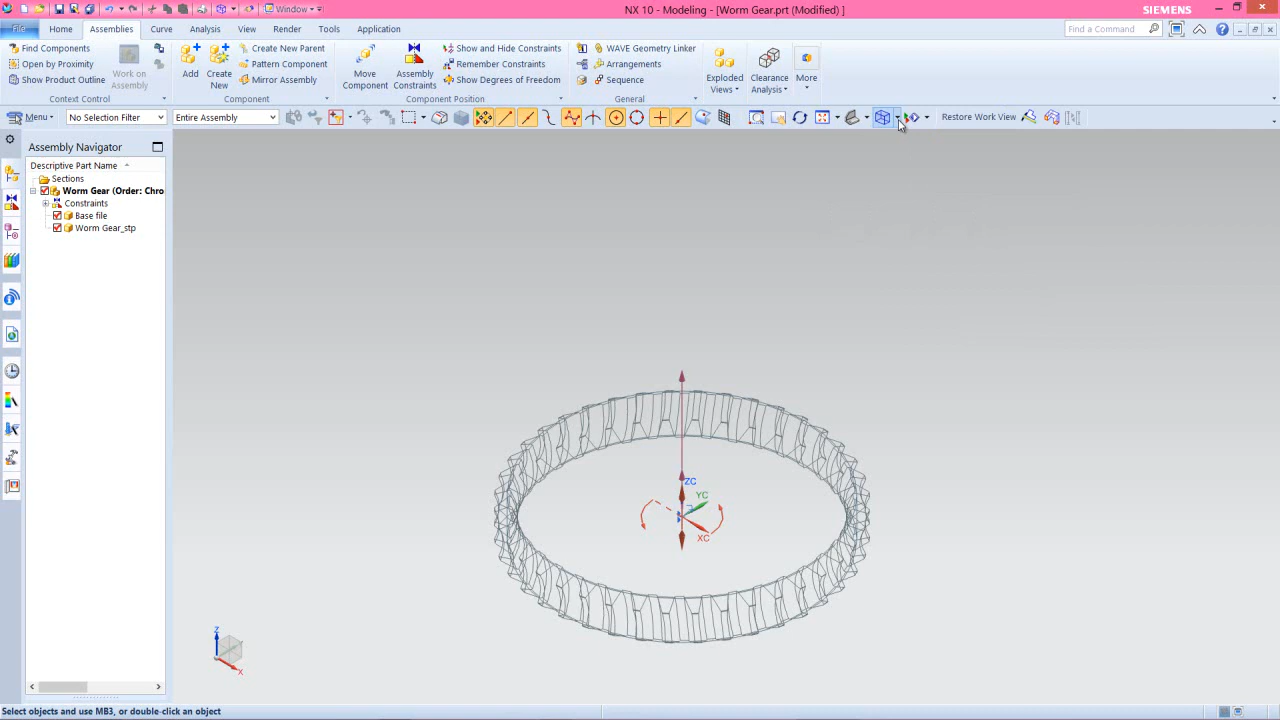 Window
NX 10 - Modeling - [Worm Gear.prt (Modified) ]
SIEMENS
File
Home
Assemblies
Curve
Analysis
View
Render
Tools
Application
Find a Command
Find Components
Open by Proximity
Show Product Outline
Work on
Assembly
Context Control
Add
Create
New
Create New Parent
Pattern Component
Mirror Assembly
Component
Move
Component
Assembly
Constraints
Show and Hide Constraints
Remember Constraints
Show Degrees of Freedom
Component Position
WAVE Geometry Linker
Arrangements
Sequence
General
Exploded
Views
Clearance
Analysis
More
Menu
No Selection Filter
Entire Assembly
Restore Work View
Assembly Navigator
Descriptive Part Name
Sections
Worm Gear (Order: Chro
Constraints
Base file
Worm Gear_stp
ZC
YC
XC
Z
X
Select objects and use MB3, or double-click an object